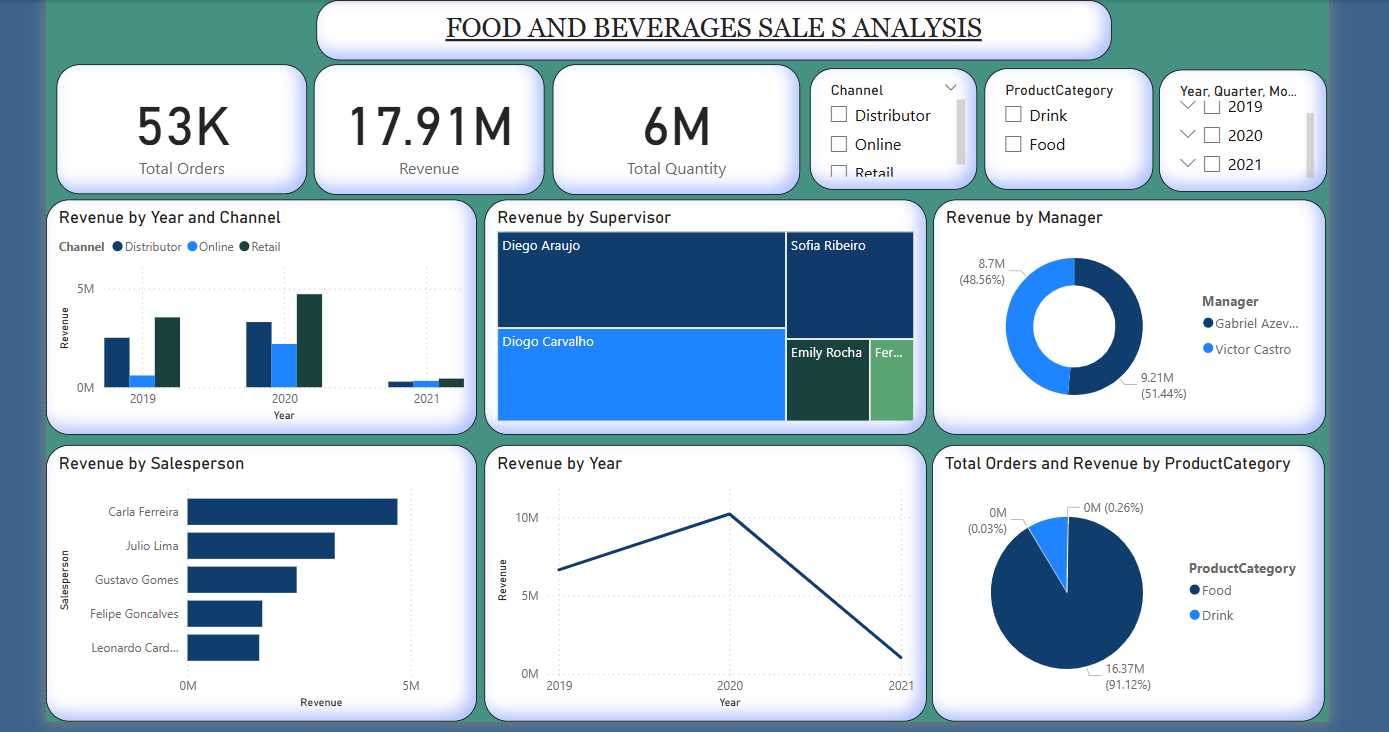 FOOD AND BEVERAGES SALE S ANALYSIS
53K
Total Orders
17.91M
Revenue
6M
Total Quantity
Channel
Distributor
Online
Retail
ProductCategory
Drink
Food
Year, Quarter, Mo...
2019
2020
2021
Revenue by Year and Channel
Channel Distributor Online Retail
5M
0M
Revenue
2019 2020 2021
Year
Revenue by Supervisor
Diego Araujo
Sofia Ribeiro
Diogo Carvalho
Emily Rocha
Fer...
Revenue by Manager
8.7M
(48.56%)
9.21M
(51.44%)
Manager
Gabriel Azev...
Victor Castro
Revenue by Salesperson
Salesperson
Carla Ferreira
Julio Lima
Gustavo Gomes
Felipe Goncalves
Leonardo Card...
0M 5M
Revenue
Revenue by Year
10M
5M
0M
Revenue
2019 2020 2021
Year
Total Orders and Revenue by ProductCategory
0M
(0.03%)
0M (0.26%)
16.37M
(91.12%)
ProductCategory
Food
Drink